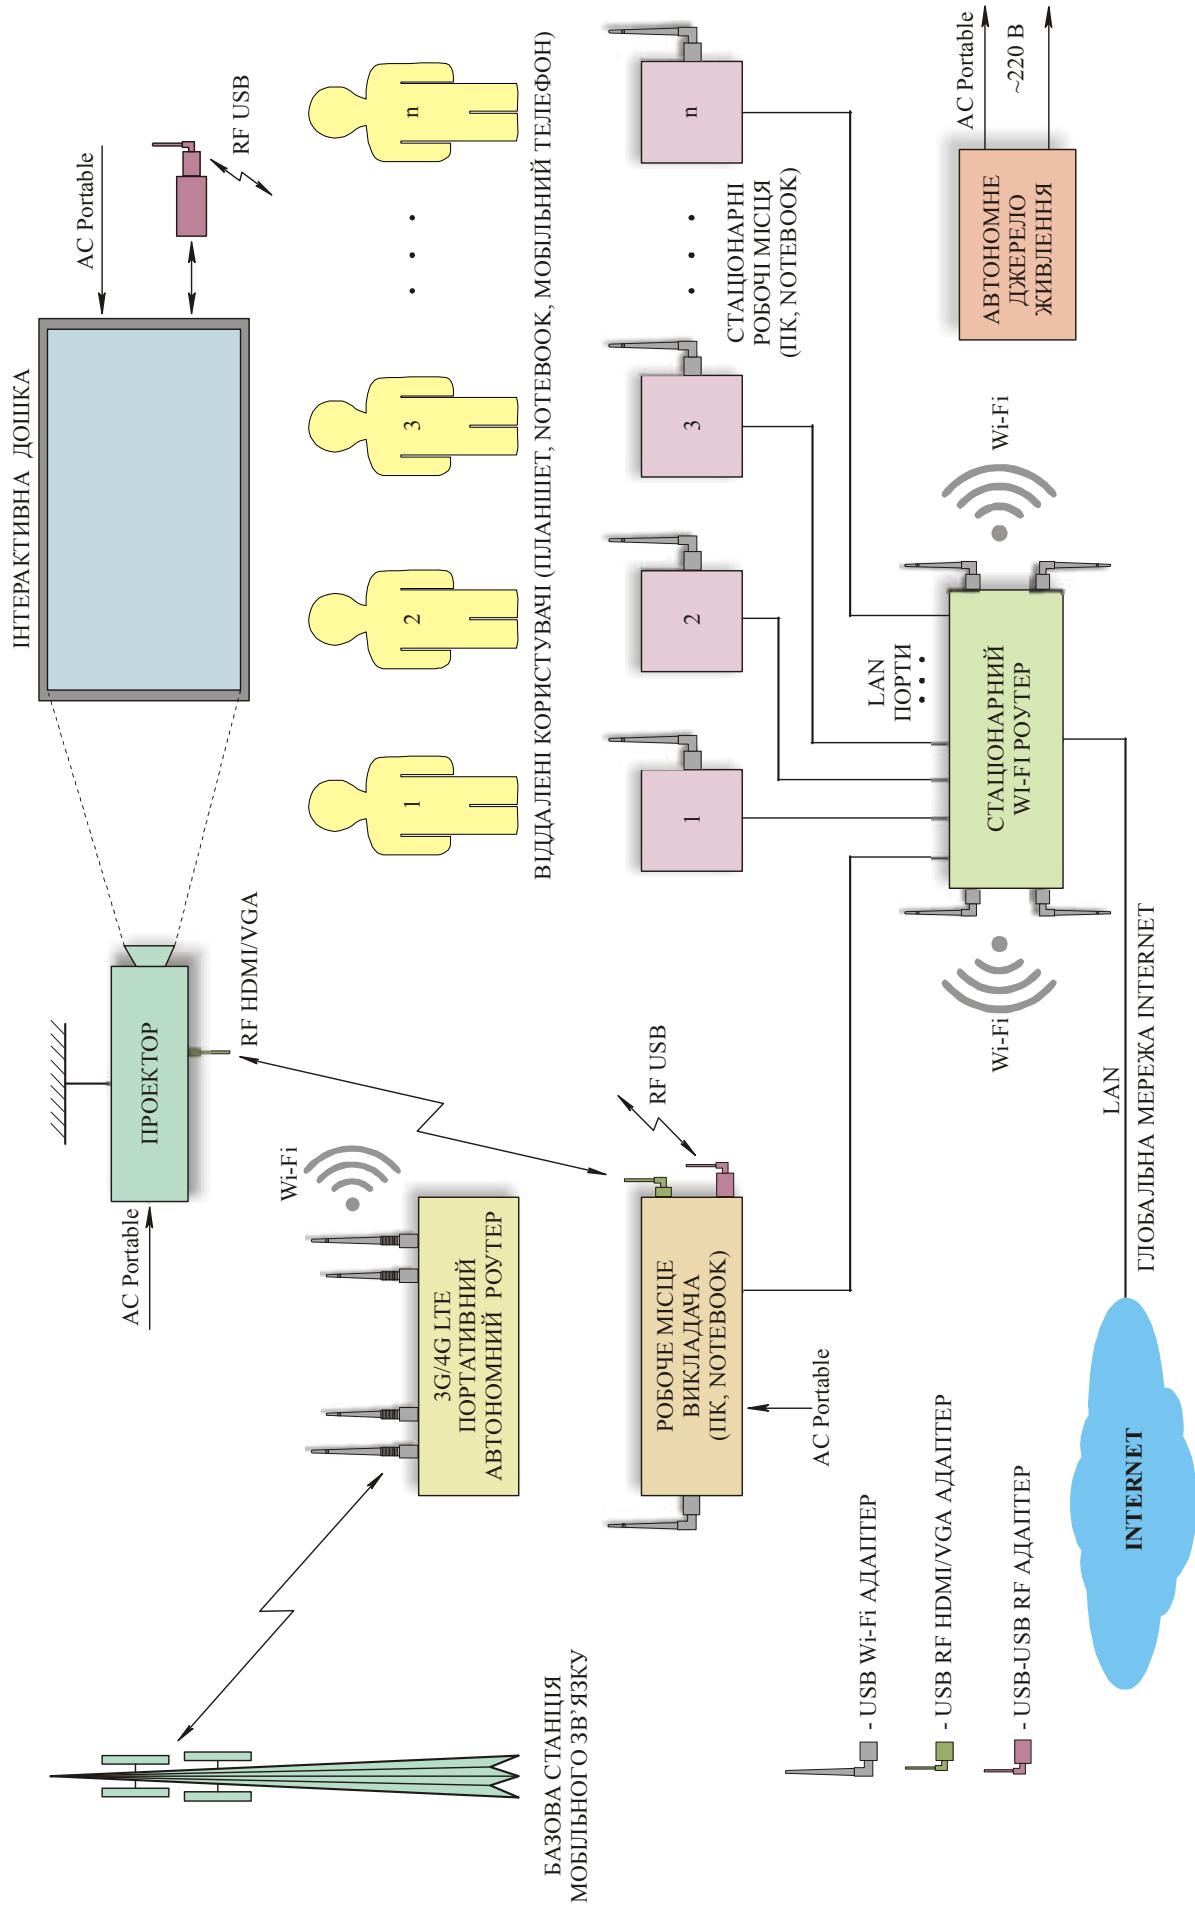 ІНТЕРАКТИВНА ДОШКА
AC Portable
RF USB
ПРОЕКТОР
AC Portable
RF HDMI/VGA
Wi-Fi
3G/4G LTE
ПОРТАТИВНИЙ
АВТОНОМНИЙ РОУТЕР
БАЗОВА СТАНЦІЯ
МОБІЛЬНОГО ЗВ'ЯЗКУ
1
2
3
n
ВІДДАЛЕНІ КОРИСТУВАЧІ (ПЛАНШЕТ, NOTEBOOK, МОБІЛЬНИЙ ТЕЛЕФОН)
РОБОЧЕ МІСЦЕ
ВИКЛАДАЧА
(ПК, NOTEBOOK)
RF USB
AC Portable
1
2
3
n
СТАЦІОНАРНІ
РОБОЧІ МІСЦЯ
(ПК, NOTEBOOK)
LAN
ПОРТИ
Wi-Fi
СТАЦІОНАРНИЙ
WI-FI РОУТЕР
Wi-Fi
АВТОНОМНЕ
ДЖЕРЕЛО
ЖИВЛЕННЯ
AC Portable
~220 В
- USB Wi-Fi АДАПТЕР
- USB RF HDMI/VGA АДАПТЕР
- USB-USB RF АДАПТЕР
INTERNET
LAN
ГЛОБАЛЬНА МЕРЕЖА INTERNET